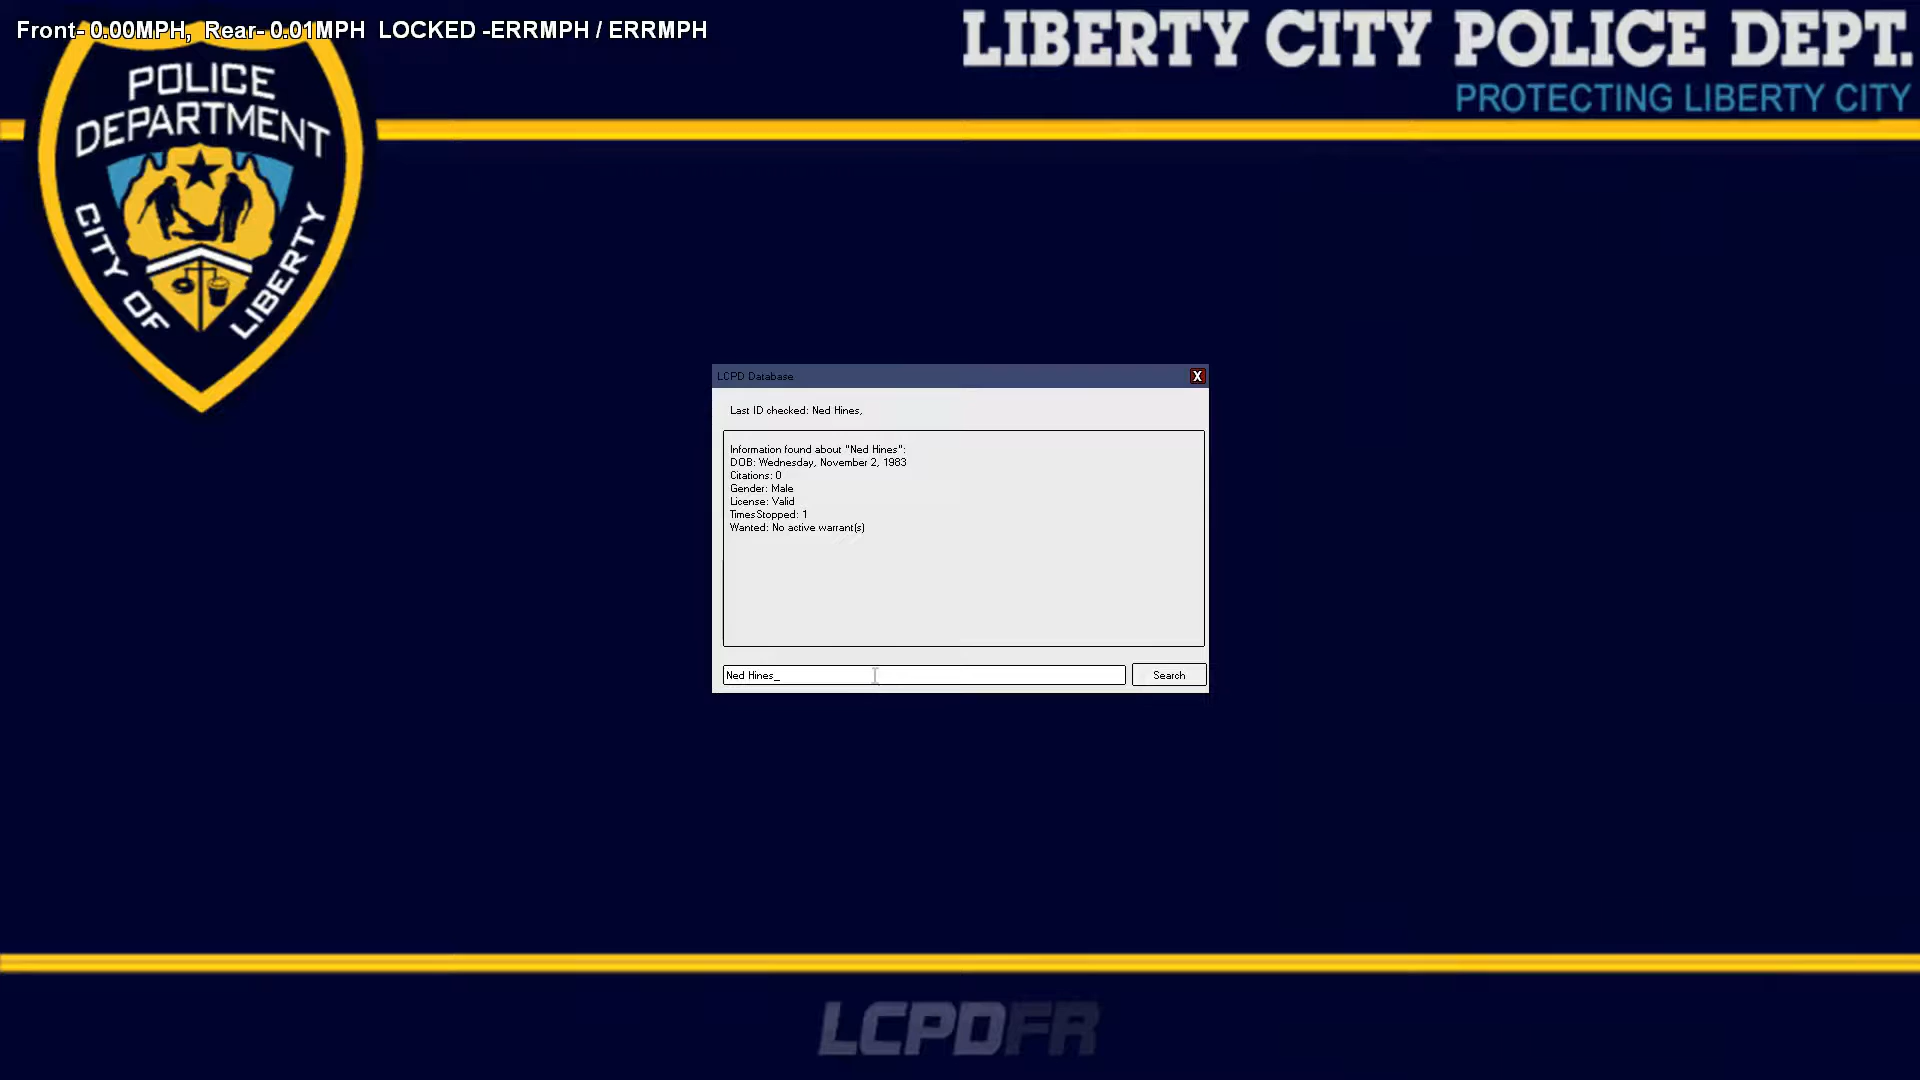 Front- 0.00MPH, Rear- 0.01MPH LOCKED -ERRMPH / ERRMPH
LIBERTY CITY POLICE DEPT.
PROTECTING LIBERTY CITY
POLICE
DEPARTMENT
CITY OF LIBERTY
LCPD Database
X
Last ID checked: Ned Hines,
Information found about "Ned Hines":
DOB: Wednesday, November 2, 1983
Citations: 0
Gender: Male
License: Valid
TimesStopped: 1
Wanted: No active warrant(s)
Ned Hines_
Search
LCPDFR